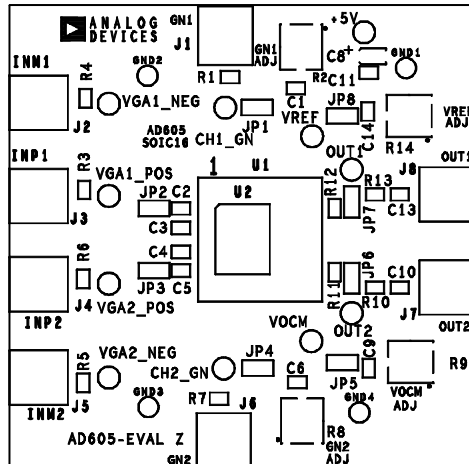 ANALOG
DEVICES
GN1
J1
GN1
ADJ
+5V
C8
+
GND1
C11
GND2
R1
R2
C1
INM1
R4
VGA1_NEG
J2
AD605
SOIC16
CH1_GN
JP1
VREF
JP8
C14
R14
VREF
ADJ
INP1
R3
VGA1_POS
J3
1
U1
U2
OUT1
J8
OUT1
JP2
C2
C3
C4
JP3
C5
R12
JP7
R13
C13
R6
J4
VGA2_POS
INP2
R11
JP6
R10
C10
J7
OUT2
OUT2
VOCM
VGA2_NEG
R5
J5
INM2
CH2_GN
JP4
C6
JP5
C9
R9
VOCM
ADJ
GND3
R7
J6
R8
GND4
AD605-EVAL Z
GN2
GN2
ADJ